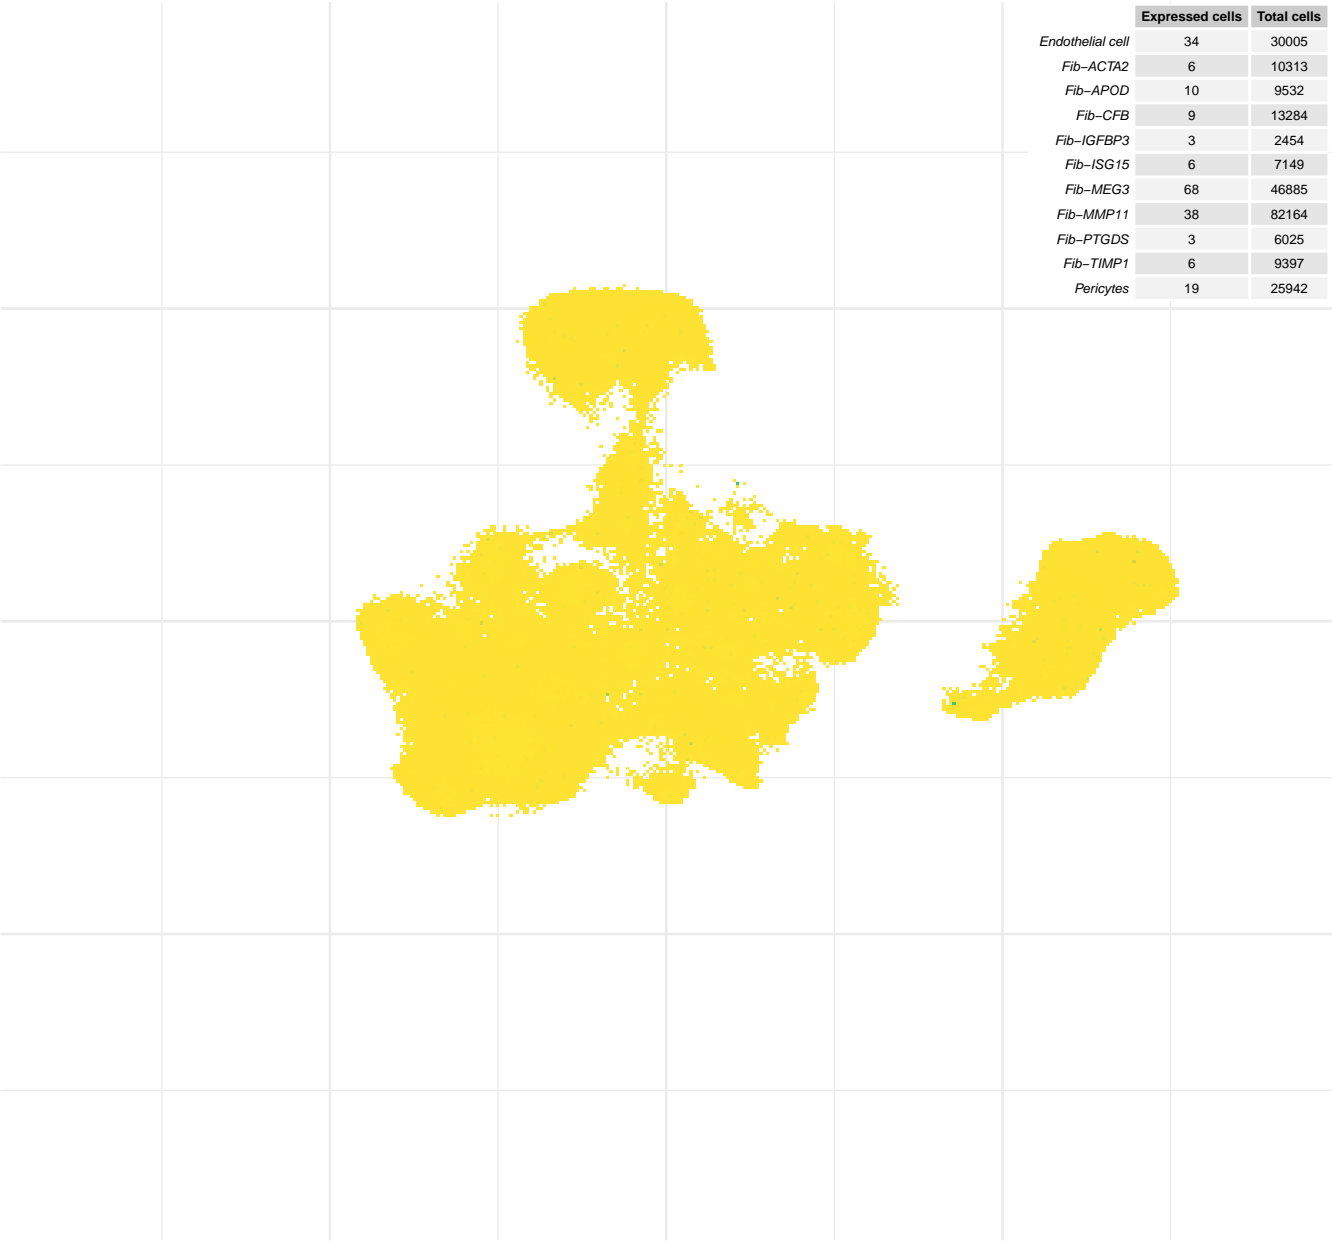 Expressed cells Total cells
Endothelial cell 34 30005
Fib−ACTA2 6 10313
Fib−APOD 10 9532
Fib−CFB 9 13284
Fib−IGFBP3 3 2454
Fib−ISG15 6 7149
Fib−MEG3 68 46885
Fib−MMP11 38 82164
Fib−PTGDS 3 6025
Fib−TIMP1 6 9397
Pericytes 19 25942